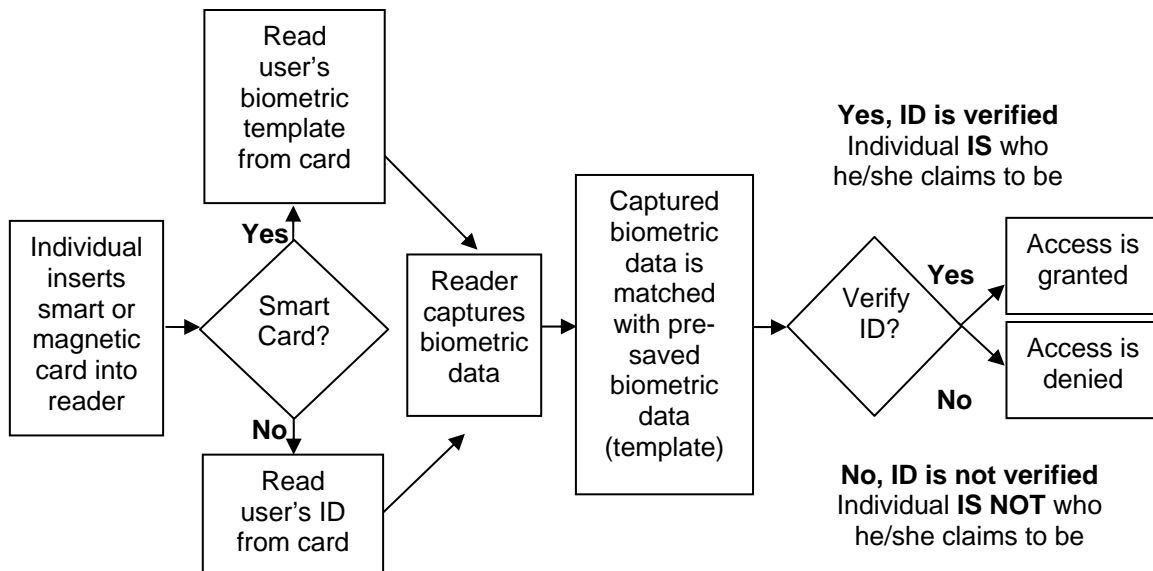 Individual
inserts
smart or
magnetic
card into
reader
Smart
Card?
Yes
Read
user's
biometric
template
from card
No
Read
user's ID
from card
Reader
captures
biometric
data
Captured
biometric
data is
matched
with pre-
saved
biometric
data
(template)
Verify
ID?
Yes, ID is verified
Individual IS who
he/she claims to be
Yes
Access is
granted
No
Access is
denied
No, ID is not verified
Individual IS NOT who
he/she claims to be